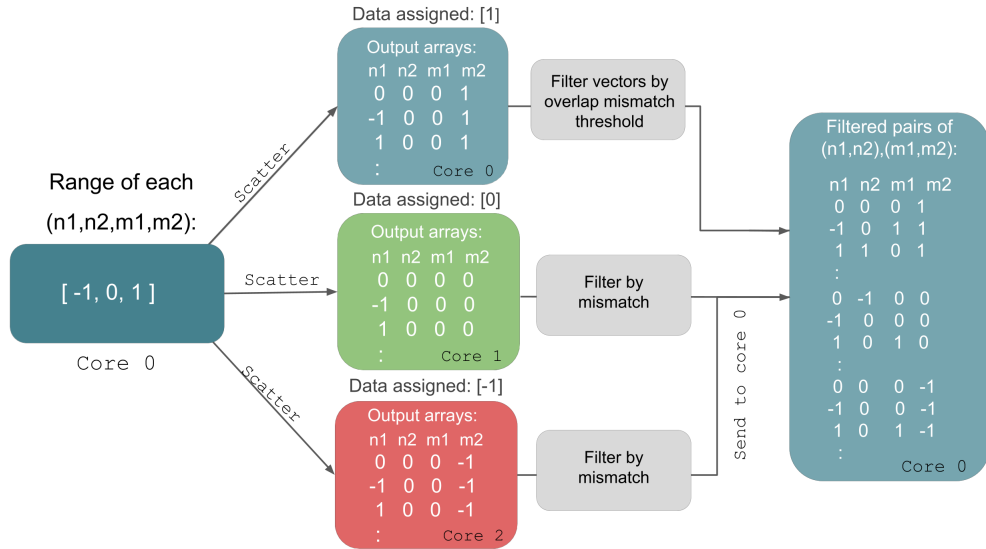 Range of each
(n1,n2,m1,m2):
[ -1, 0, 1 ]
Core 0
Scatter
Scatter
Scatter
Data assigned: [1]
Output arrays:
n1 n2 m1 m2
0 0 0 1
-1 0 0 1
1 0 0 1
:
Core 0
Data assigned: [0]
Output arrays:
n1 n2 m1 m2
0 0 0 0
-1 0 0 0
1 0 0 0
:
Core 1
Data assigned: [-1]
Output arrays:
n1 n2 m1 m2
0 0 0 -1
-1 0 0 -1
1 0 0 -1
:
Core 2
Filter vectors by
overlap mismatch
threshold
Filter by
mismatch
Filter by
mismatch
Send to core 0
Filtered pairs of
(n1,n2),(m1,m2):
n1 n2 m1 m2
0 0 0 1
-1 0 1 1
1 1 0 1
:
0 -1 0 0
-1 0 0 0
1 0 1 0
:
0 0 0 -1
-1 0 0 -1
1 0 1 -1
:
Core 0